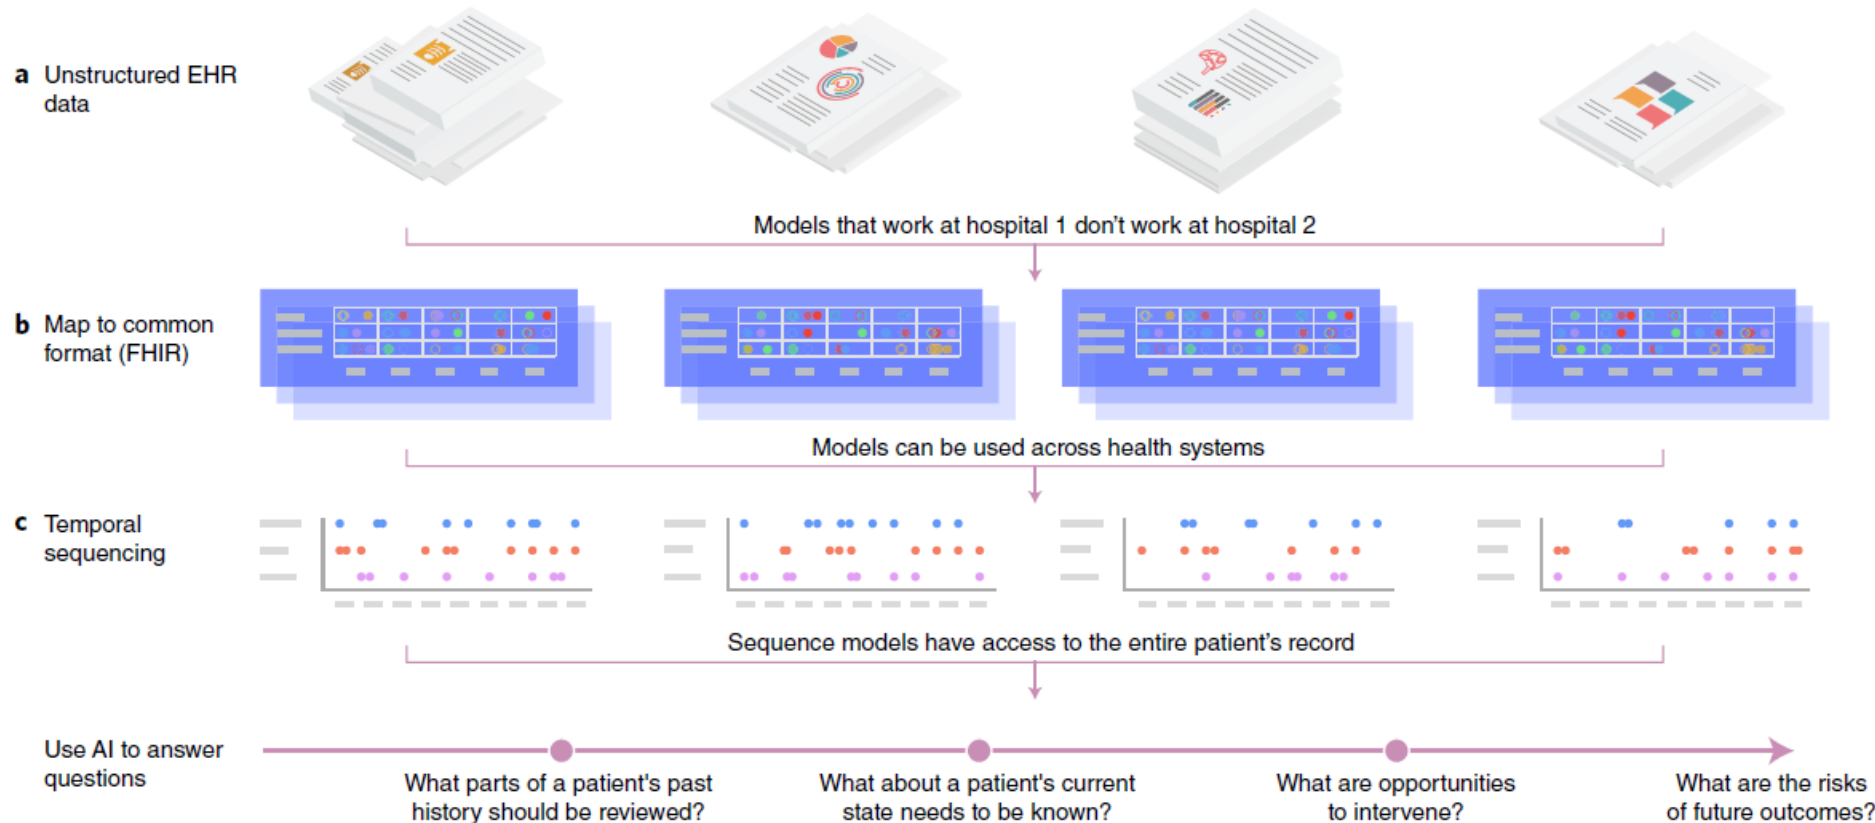 a Unstructured EHR
data
Models that work at hospital 1 don't work at hospital 2
b Map to common
format (FHIR)
Models can be used across health systems
c Temporal
sequencing
Sequence models have access to the entire patient's record
Use AI to answer
questions
What parts of a patient's past
history should be reviewed?
What about a patient's current
state needs to be known?
What are opportunities
to intervene?
What are the risks
of future outcomes?